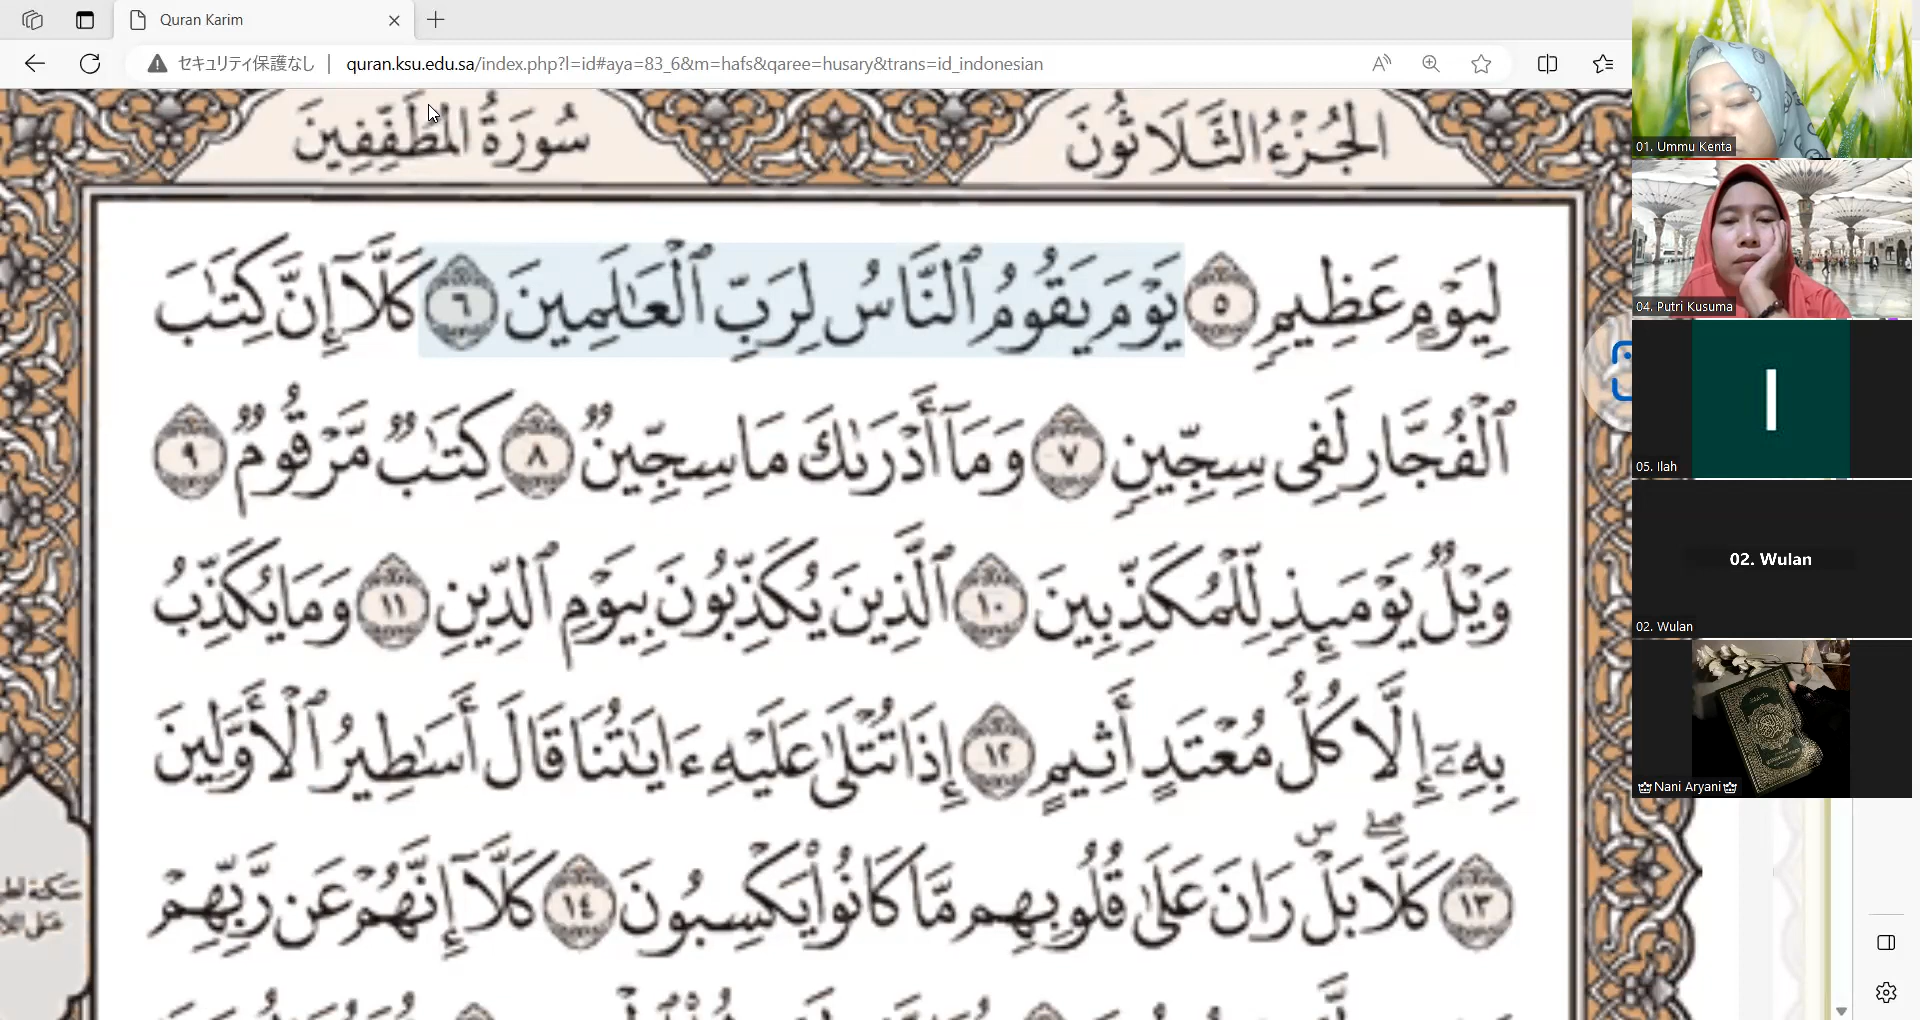 Quran Karim
セキュリティ保護なし
quran.ksu.edu.sa/index.php?l=id#aya=83_6&m=hafs&qaree=husary&trans=id_indonesian
الجُزْءُ الثَّلَاثُونَ
سُورَةُ المُطَفِّفِينَ
لِيَوْمٍ عَظِيمٍ ٥ يَوْمَ يَقُومُ ٱلنَّاسُ لِرَبِّ ٱلْعَٰلَمِينَ ٦ كَلَّآ إِنَّ كِتَٰبَ
ٱلْفُجَّارِ لَفِى سِجِّينٍ ٧ وَمَآ أَدْرَىٰكَ مَا سِجِّينٌ ٨ كِتَٰبٌ مَّرْقُومٌ ٩
وَيْلٌ يَوْمَئِذٍ لِّلْمُكَذِّبِينَ ١٠ ٱلَّذِينَ يُكَذِّبُونَ بِيَوْمِ ٱلدِّينِ ١١ وَمَا يُكَذِّبُ
بِهِۦٓ إِلَّا كُلُّ مُعْتَدٍ أَثِيمٍ ١٢ إِذَا تُتْلَىٰ عَلَيْهِ ءَايَٰتُنَا قَالَ أَسَٰطِيرُ ٱلْأَوَّلِينَ
١٣ كَلَّا ۖ بَلْ ۜ رَانَ عَلَىٰ قُلُوبِهِم مَّا كَانُوا۟ يَكْسِبُونَ ١٤ كَلَّآ إِنَّهُمْ عَن رَّبِّهِمْ
01. Ummu Kenta
04. Putri Kusuma
I
05. Ilah
02. Wulan
02. Wulan
Nani Aryani